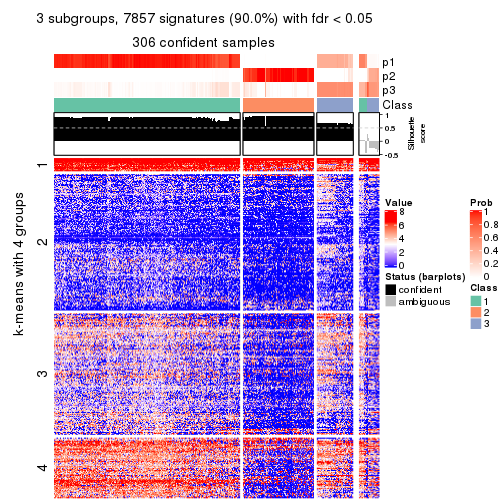 3 subgroups, 7857 signatures (90.0%) with fdr < 0.05
306 confident samples
p1
p2
p3
Class
1
0.5
0
-0.5
Silhouette
score
k-means with 4 groups
1
2
3
4
Value
8
6
4
2
0
Status (barplots)
confident
ambiguous
Prob
1
0.8
0.6
0.4
0.2
0
Class
1
2
3